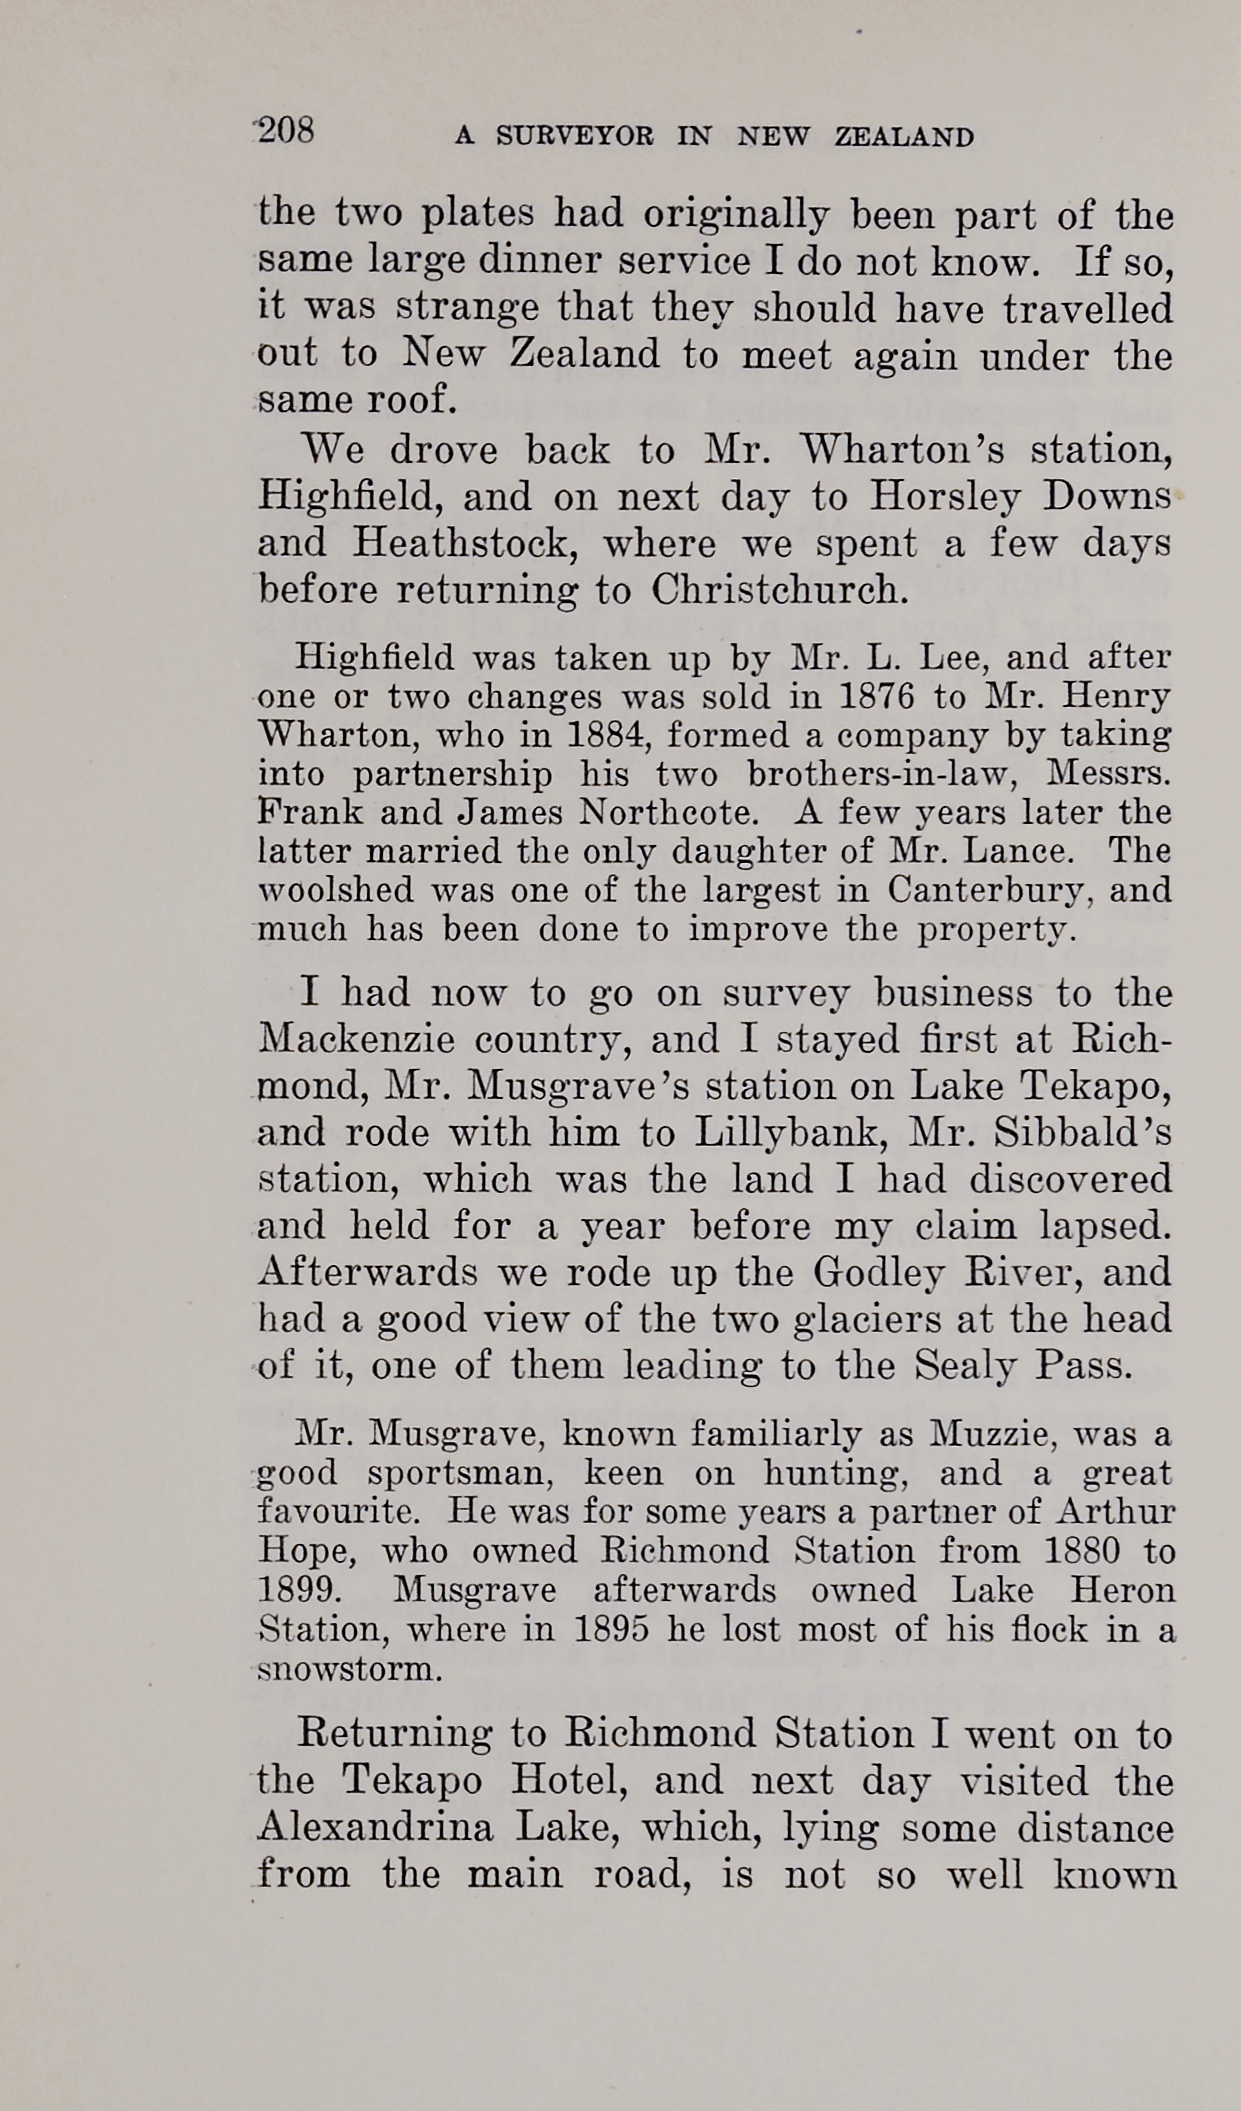 208 A SURVEYOR IN NEW ZEALAND
the two plates had originally been part of the
same large dinner service I do not know. If so,
it was strange that they should have travelled
out to New Zealand to meet again under the
same roof.
We drove back to Mr. Wharton's station,
Highfield, and on next day to Horsley Downs
and Heathstock, where we spent a few days
before returning to Christchurch.
Highfield was taken up by Mr. L. Lee, and after
one or two changes was sold in 1876 to Mr. Henry
Wharton, who in 1884, formed a company by taking
into partnership his two brothers-in-law, Messrs.
Frank and James Northcote. A few years later the
latter married the only daughter of Mr. Lance. The
woolshed was one of the largest in Canterbury, and
much has been done to improve the property.
I had now to go on survey business to the
Mackenzie country, and I stayed first at Rich-
mond, Mr. Musgrave's station on Lake Tekapo,
and rode with him to Lillybank, Mr. Sibbald's
station, which was the land I had discovered
and held for a year before my claim lapsed.
Afterwards we rode up the Godley River, and
had a good view of the two glaciers at the head
of it, one of them leading to the Sealy Pass.
Mr. Musgrave, known familiarly as Muzzie, was a
good sportsman, keen on hunting, and a great
favourite. He was for some years a partner of Arthur
Hope, who owned Richmond Station from 1880 to
1899. Musgrave afterwards owned Lake Heron
Station, where in 1895 he lost most of his flock in a
snowstorm.
Returning to Richmond Station I went on to
the Tekapo Hotel, and next day visited the
Alexandrina Lake, which, lying some distance
from the main road, is not so well known